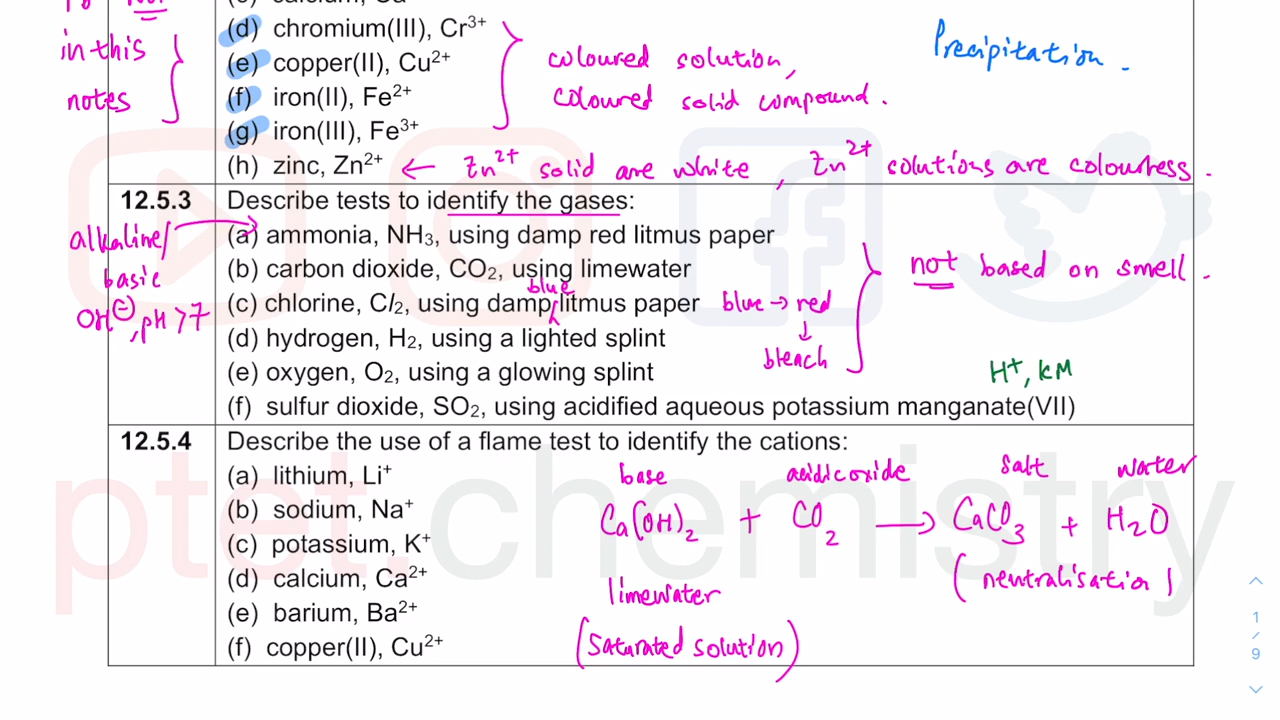 (d) chromium(III), Cr³⁺
in this
(e) copper(II), Cu²⁺
coloured solution,
Precipitation.
notes
(f) iron(II), Fe²⁺
coloured solid compound.
(g) iron(III), Fe³⁺
(h) zinc, Zn²⁺ ← Zn²⁺ solid are white, Zn²⁺ solutions are colourless.
12.5.3 Describe tests to identify the gases:
alkaline/
basic
OH⊖, pH >7
(a) ammonia, NH₃, using damp red litmus paper
(b) carbon dioxide, CO₂, using limewater
not based on smell.
blue
(c) chlorine, Cl₂, using damp litmus paper blue → red
↓
bleach
(d) hydrogen, H₂, using a lighted splint
(e) oxygen, O₂, using a glowing splint
H⁺, KM
(f) sulfur dioxide, SO₂, using acidified aqueous potassium manganate(VII)
12.5.4 Describe the use of a flame test to identify the cations:
(a) lithium, Li⁺
(b) sodium, Na⁺
(c) potassium, K⁺
(d) calcium, Ca²⁺
(e) barium, Ba²⁺
(f) copper(II), Cu²⁺
base acidic oxide salt water
Ca(OH)₂ + CO₂ → CaCO₃ + H₂O
limewater (neutralisation)
(saturated solution)
ptet.chemistry
1
/
9